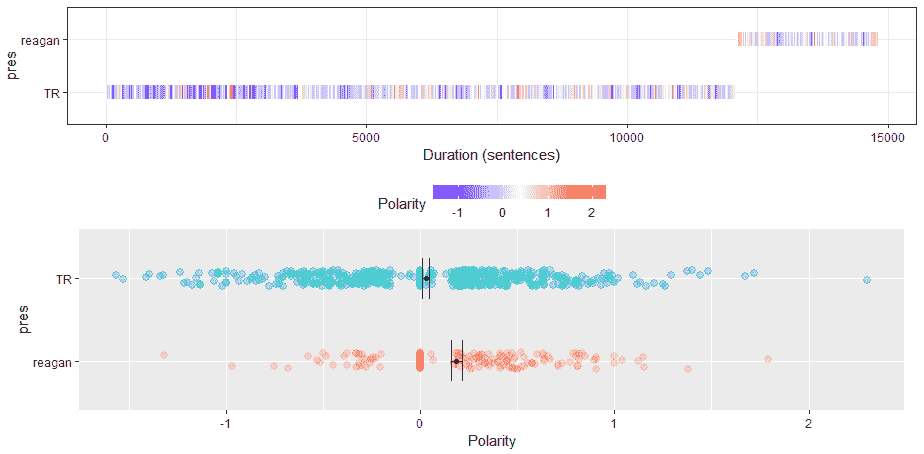 pres
reagan
TR
0 5000 10000 15000
Duration (sentences)
Polarity
-1 0 1 2
pres
TR
reagan
-1 0 1 2
Polarity